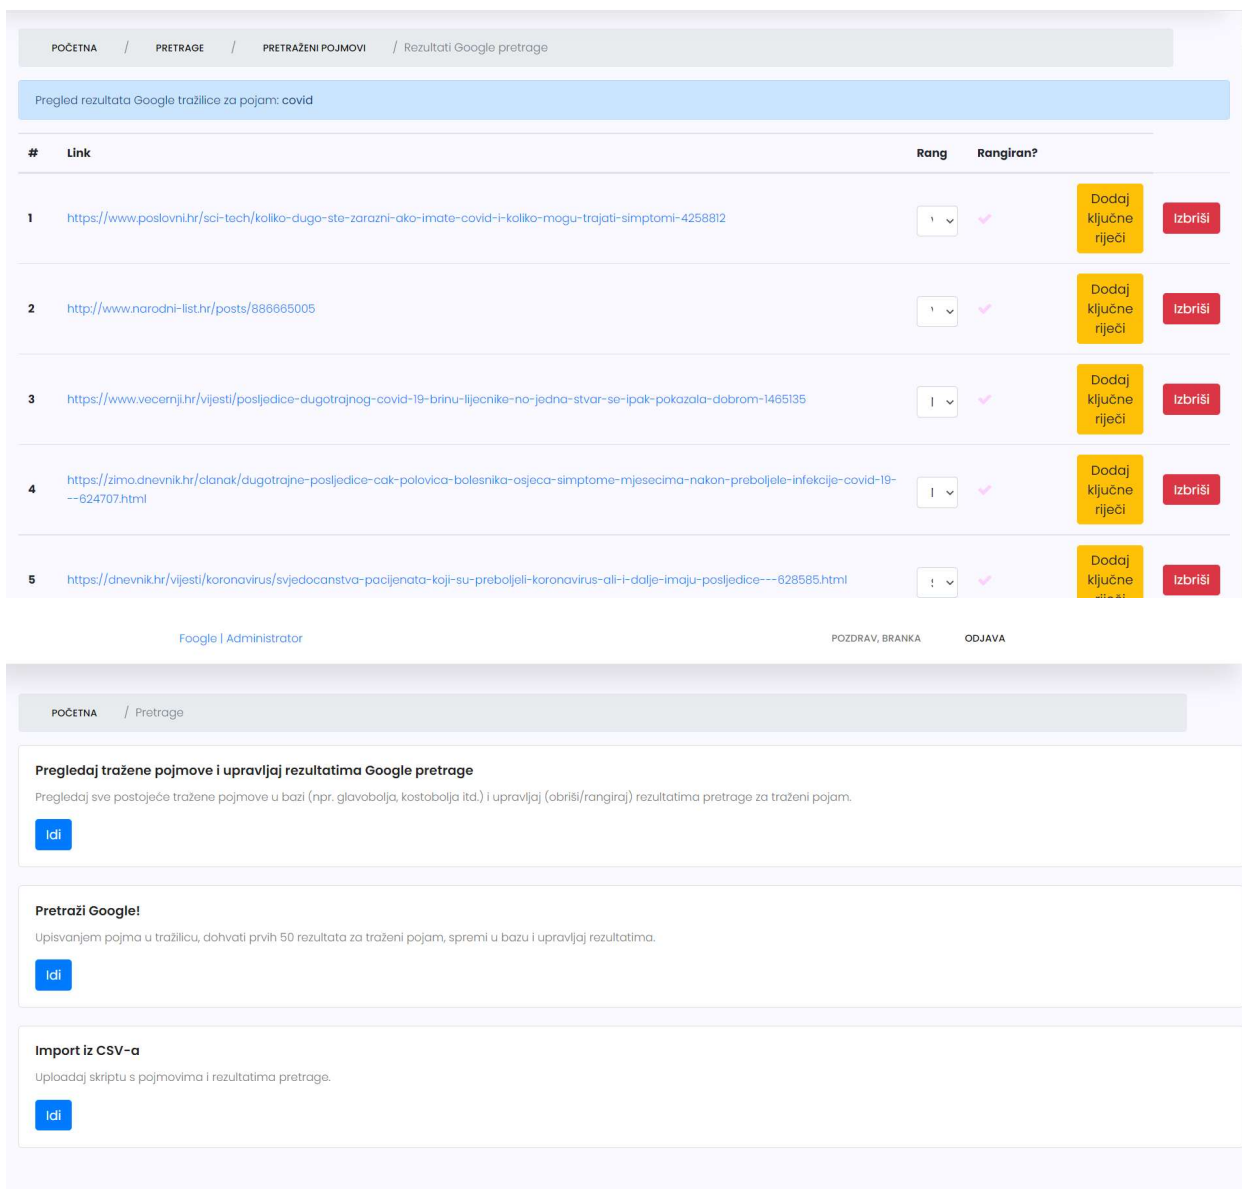 POČETNA / PRETRAGE / PRETRAŽENI POJMOVI / Rezultati Google pretrage
Pregled rezultata Google tražilice za pojam: covid
# Link Rang Rangiran?
1 https://www.poslovni.hr/sci-tech/koliko-dugo-ste-zarazni-ako-imate-covid-i-koliko-mogu-trajati-simptomi-4258812
Dodaj
ključne
riječi
Izbriši
2 http://www.narodni-list.hr/posts/886665005
Dodaj
ključne
riječi
Izbriši
3 https://www.vecernji.hr/vijesti/posljedice-dugotrajnog-covid-19-brinu-lijecnike-no-jedna-stvar-se-ipak-pokazala-dobrom-1465135
Dodaj
ključne
riječi
Izbriši
4 https://zimo.dnevnik.hr/clanak/dugotrajne-posljedice-cak-polovica-bolesnika-osjeca-simptome-mjesecima-nakon-preboljele-infekcije-covid-19-
--624707.html
Dodaj
ključne
riječi
Izbriši
5 https://dnevnik.hr/vijesti/koronavirus/svjedocanstva-pacijenata-koji-su-preboljeli-koronavirus-ali-i-dalje-imaju-posljedice---628585.html
Dodaj
ključne
Izbriši
Foogle | Administrator POZDRAV, BRANKA ODJAVA
POČETNA / Pretrage
Pregledaj tražene pojmove i upravljaj rezultatima Google pretrage
Pregledaj sve postojeće tražene pojmove u bazi (npr. glavobolja, kostobolja itd.) i upravljaj (obriši/rangiraj) rezultatima pretrage za traženi pojam.
Idi
Pretraži Google!
Upisvanjem pojma u tražilicu, dohvati prvih 50 rezultata za traženi pojam, spremi u bazu i upravljaj rezultatima.
Idi
Import iz CSV-a
Uploadaj skriptu s pojmovima i rezultatima pretrage.
Idi